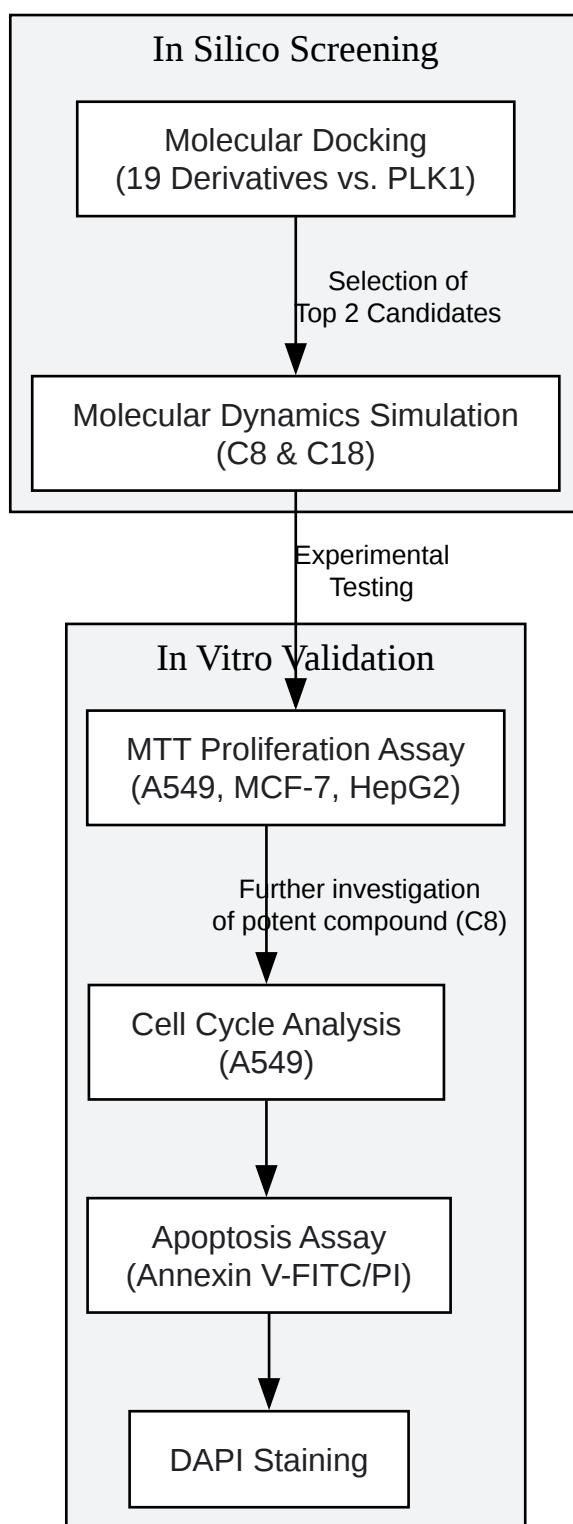 In Silico Screening
Molecular Docking
(19 Derivatives vs. PLK1)
Selection of
Top 2 Candidates
Molecular Dynamics Simulation
(C8 & C18)
Experimental
Testing
In Vitro Validation
MTT Proliferation Assay
(A549, MCF-7, HepG2)
Further investigation
of potent compound (C8)
Cell Cycle Analysis
(A549)
Apoptosis Assay
(Annexin V-FITC/PI)
DAPI Staining